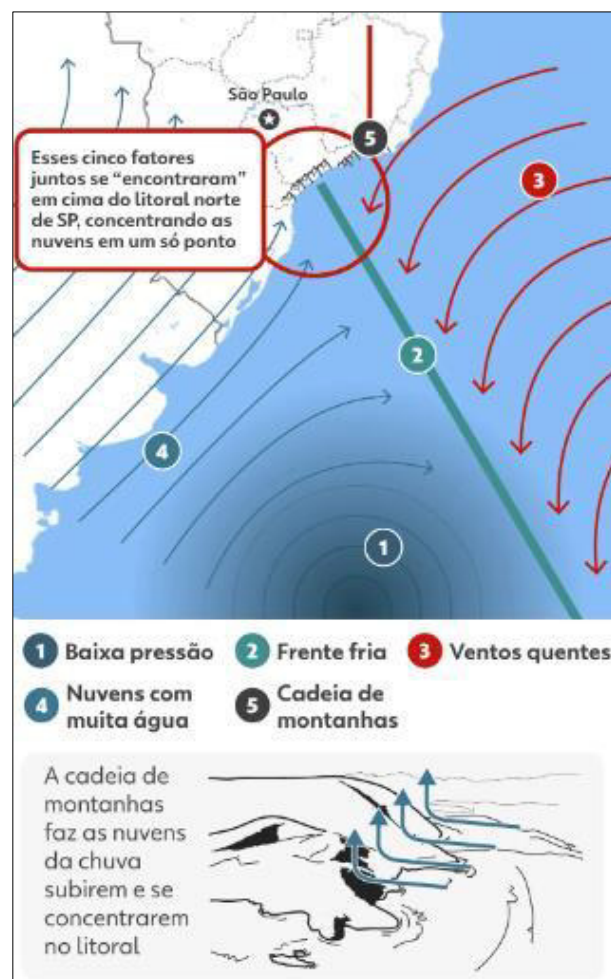 São Paulo
5
Esses cinco fatores
juntos se “encontraram”
em cima do litoral norte
de SP, concentrando as
nuvens em um só ponto
3
2
4
1
1 Baixa pressão
2 Frente fria
3 Ventos quentes
4 Nuvens com
muita água
5 Cadeia de
montanhas
A cadeia de
montanhas
faz as nuvens
da chuva
subirem e se
concentrarem
no litoral